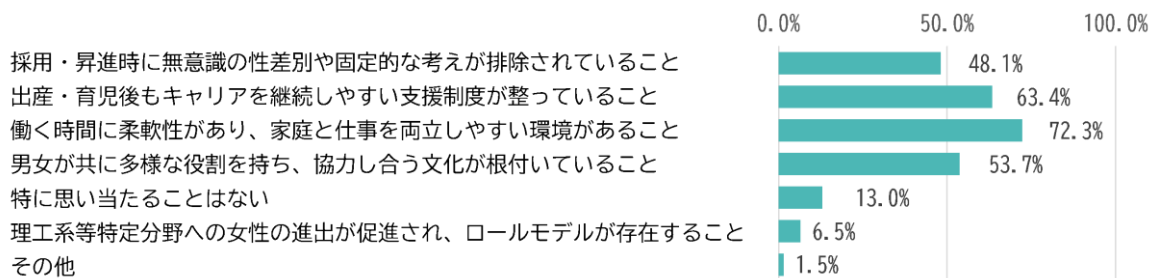 0.0% 50.0% 100.0%
採用・昇進時に無意識の性差別や固定的な考えが排除されていること 48.1%
出産・育児後もキャリアを継続しやすい支援制度が整っていること 63.4%
働く時間に柔軟性があり、家庭と仕事を両立しやすい環境があること 72.3%
男女が共に多様な役割を持ち、協力し合う文化が根付いていること 53.7%
特に思い当たることはない 13.0%
理工系等特定分野への女性の進出が促進され、ロールモデルが存在すること 6.5%
その他 1.5%